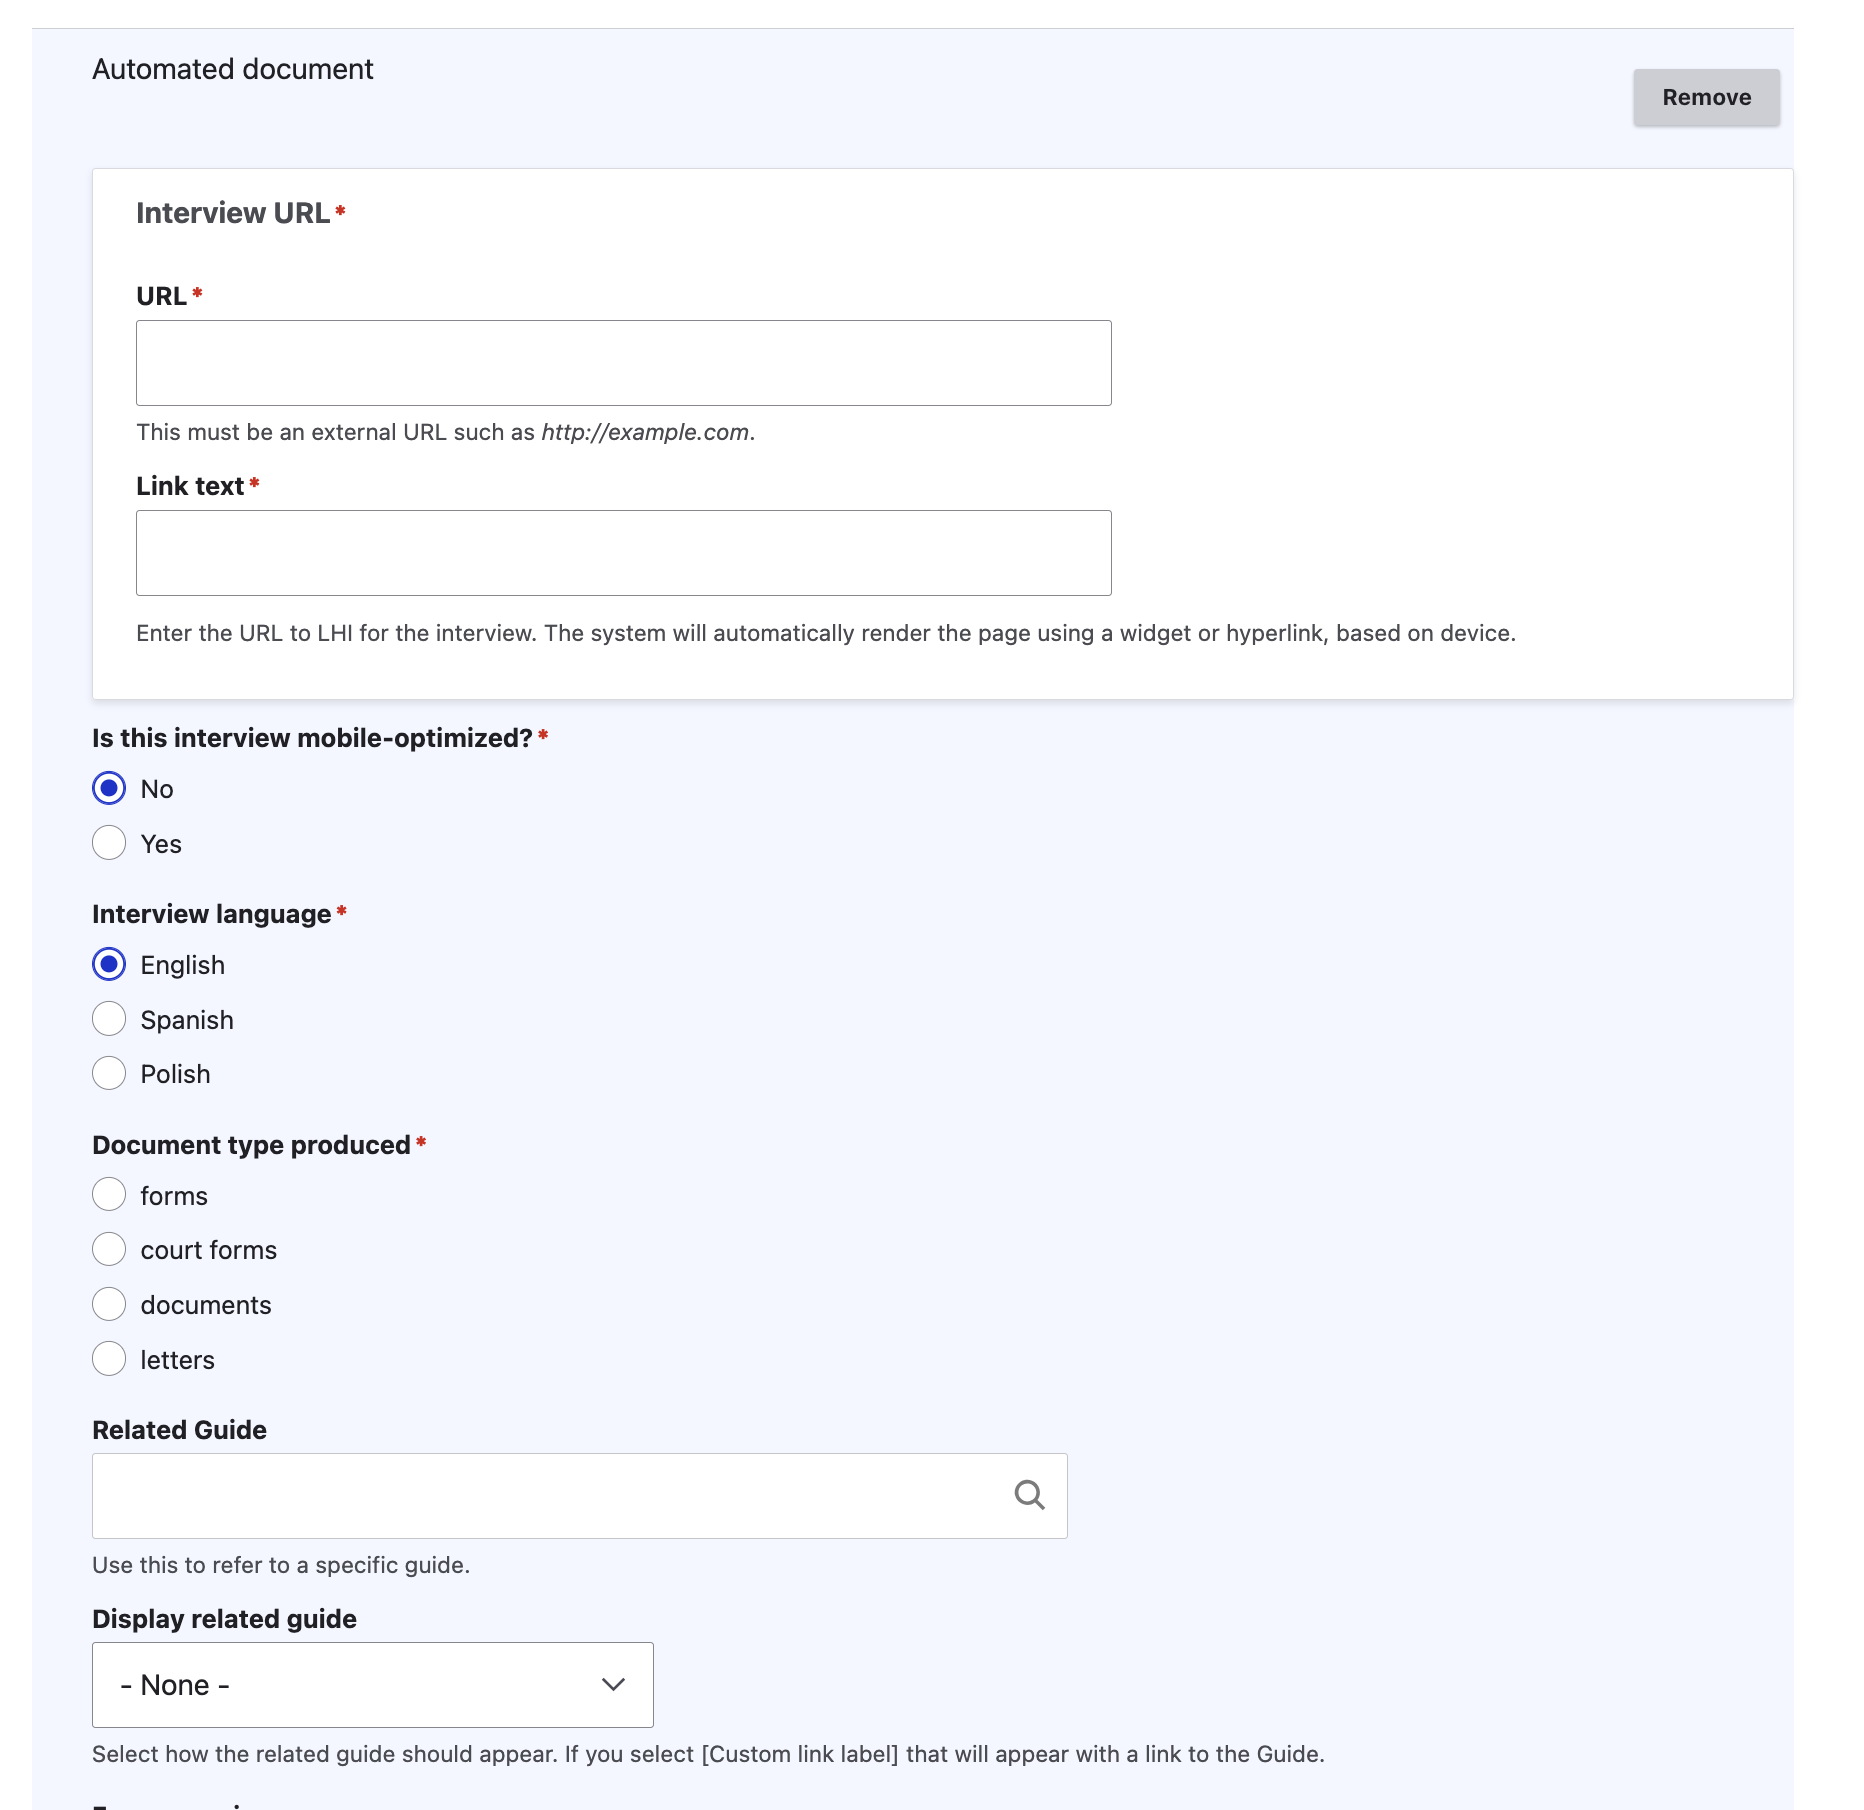 Automated document
Remove
Interview URL*
URL*
This must be an external URL such as http://example.com.
Link text*
Enter the URL to LHI for the interview. The system will automatically render the page using a widget or hyperlink, based on device.
Is this interview mobile-optimized?*
No
Yes
Interview language*
English
Spanish
Polish
Document type produced*
forms
court forms
documents
letters
Related Guide
Use this to refer to a specific guide.
Display related guide
- None -
Select how the related guide should appear. If you select [Custom link label] that will appear with a link to the Guide.